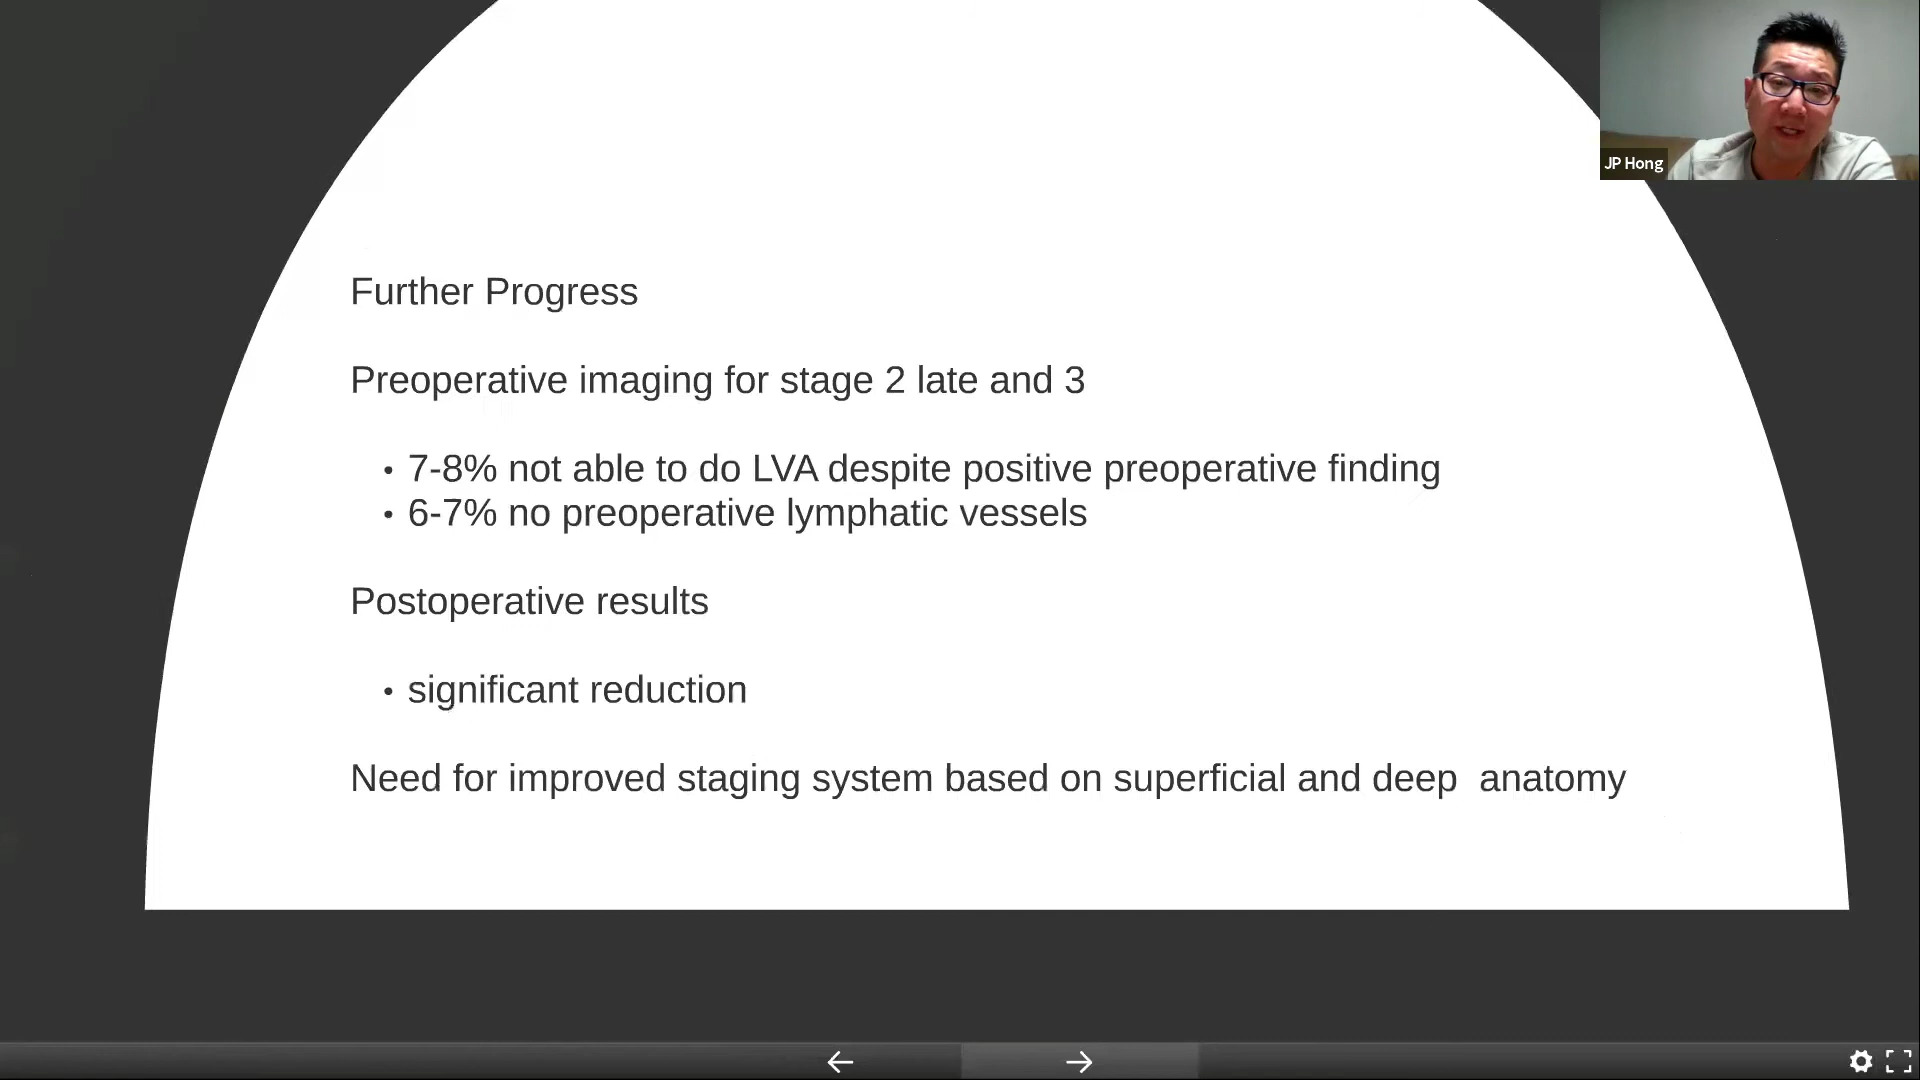 JP Hong
Further Progress
Preoperative imaging for stage 2 late and 3
• 7-8% not able to do LVA despite positive preoperative finding
• 6-7% no preoperative lymphatic vessels
Postoperative results
• significant reduction
Need for improved staging system based on superficial and deep  anatomy